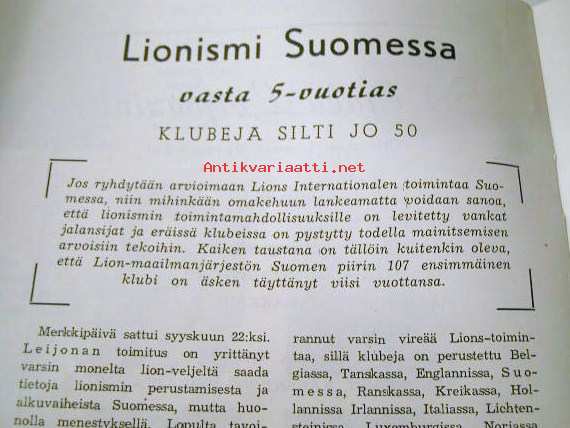 Lionismi Suomessa
vasta 5-vuotias
KLUBEJA SILTI JO 50
Antikvariaatti.net
Jos ryhdytään arvioimaan Lions Internationalen toimintaa Suo-
messa, niin mihinkään omakehuun lankeamatta voidaan sanoa,
että lionismin toimintamahdollisuuksille on levitetty vankat
jalansijat ja eräissä klubeissa on pystytty todella mainitsemisen
arvoisiin tekoihin. Kaiken taustana on tällöin kuitenkin oleva,
että Lion-maailmanjärjestön Suomen piirin 107 ensimmäinen
klubi on äsken täyttänyt viisi vuottansa.
Merkkipäivä sattui syyskuun 22:ksi.
Leijonan toimitus on yrittänyt
varsin monelta lion-veljeltä saada
tietoja lionismin perustamisesta ja
alkuvaiheista Suomessa, mutta huo-
nolla menestyksellä. Lopulta tavoi-
rannut varsin vireää Lions-toimin-
taa, sillä klubeja on perustettu Bel-
giassa, Tanskassa, Englannissa, Suo-
messa, Ranskassa, Kreikassa, Hol-
lannissa Irlannissa, Italiassa, Lichten-
steinissa, Luxemburgissa, Norjassa